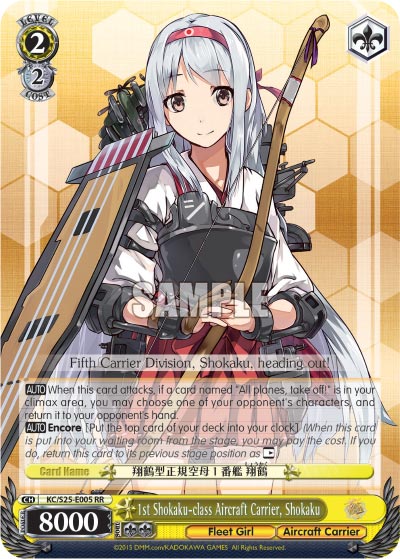 LEVEL
2
2
COST
シ
SAMPLE
Fifth Carrier Division, Shokaku, heading out!
AUTO When this card attacks, if a card named "All planes, take off!" is in your
climax area, you may choose one of your opponent's characters, and
return it to your opponent's hand.
AUTO Encore [Put the top card of your deck into your clock] (When this card is
put into your waiting room from the stage, you may pay the cost. If you do,
return this to its previous stage position as
Card Name
翔鶴型正規空母1番艦 翔鶴
CH KC/S25-E005 RR
1st Shokaku-class Aircraft Carrier, Shokaku
POWER
8000
SOUL
Fleet Girl
Aircraft Carrier
©2013 DMM.com/KADOKAWA GAMES All Rights Reserved.